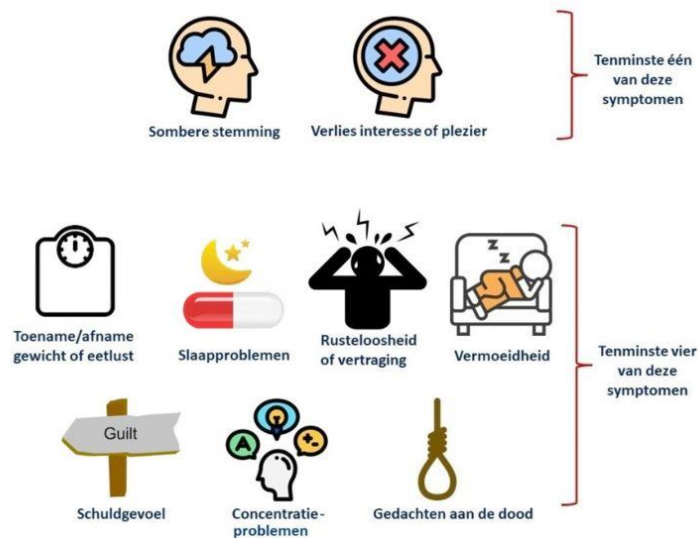 Sombere stemming
Verlies interesse of plezier
Tenminste één
van deze
symptomen
Toename/afname
gewicht of eetlust
Slaapproblemen
Rusteloosheid
of vertraging
Vermoeidheid
Tenminste vier
van deze
symptomen
Guilt
A
+-
Schuldgevoel
Concentratie-
problemen
Gedachten aan de dood